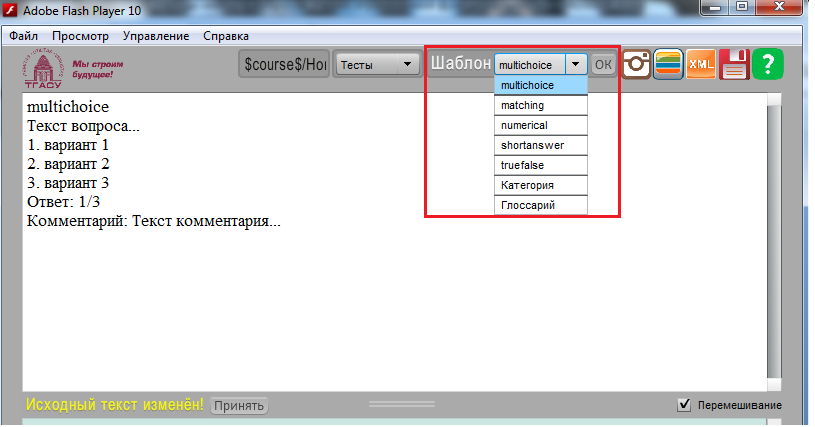 Adobe Flash Player 10
Файл Просмотр Управление Справка
Мы строим
будущее!
ТГАСУ
$course$/Ho
Тесты
Шаблон
multichoice
OK
XML
?
multichoice
matching
numerical
shortanswer
truefalse
Категория
Глоссарий
multichoice
Текст вопроса...
1. вариант 1
2. вариант 2
3. вариант 3
Ответ: 1/3
Комментарий: Текст комментария...
Исходный текст изменён!
Принять
Перемешивание